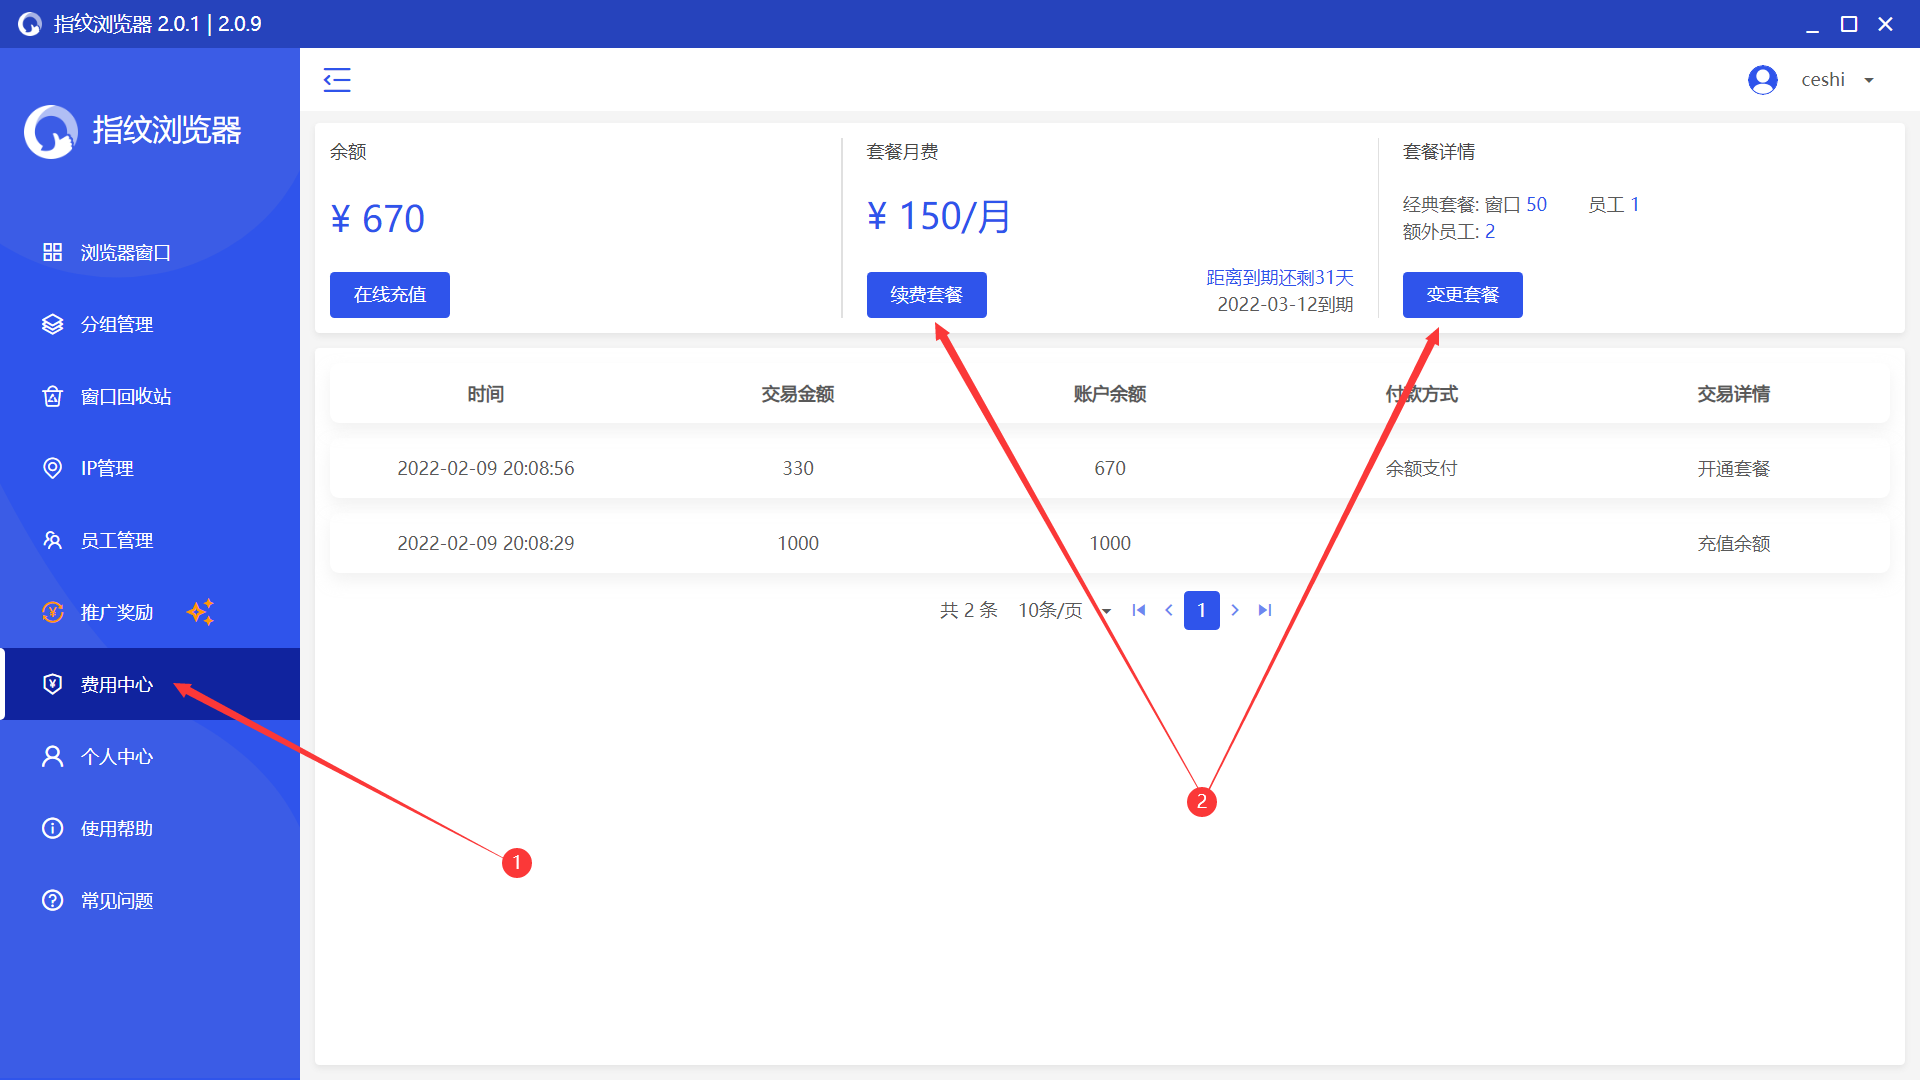 指纹浏览器 2.0.1 | 2.0.9
指纹浏览器
浏览器窗口
分组管理
窗口回收站
IP管理
员工管理
推广奖励
费用中心
个人中心
使用帮助
常见问题
ceshi
余额
¥ 670
在线充值
套餐月费
¥ 150/月
续费套餐
距离到期还剩31天
2022-03-12到期
套餐详情
经典套餐: 窗口 50 员工 1
额外员工: 2
变更套餐
时间 交易金额 账户余额 付款方式 交易详情
2022-02-09 20:08:56 330 670 余额支付 开通套餐
2022-02-09 20:08:29 1000 1000 充值余额
共 2 条 10条/页 1
2
1